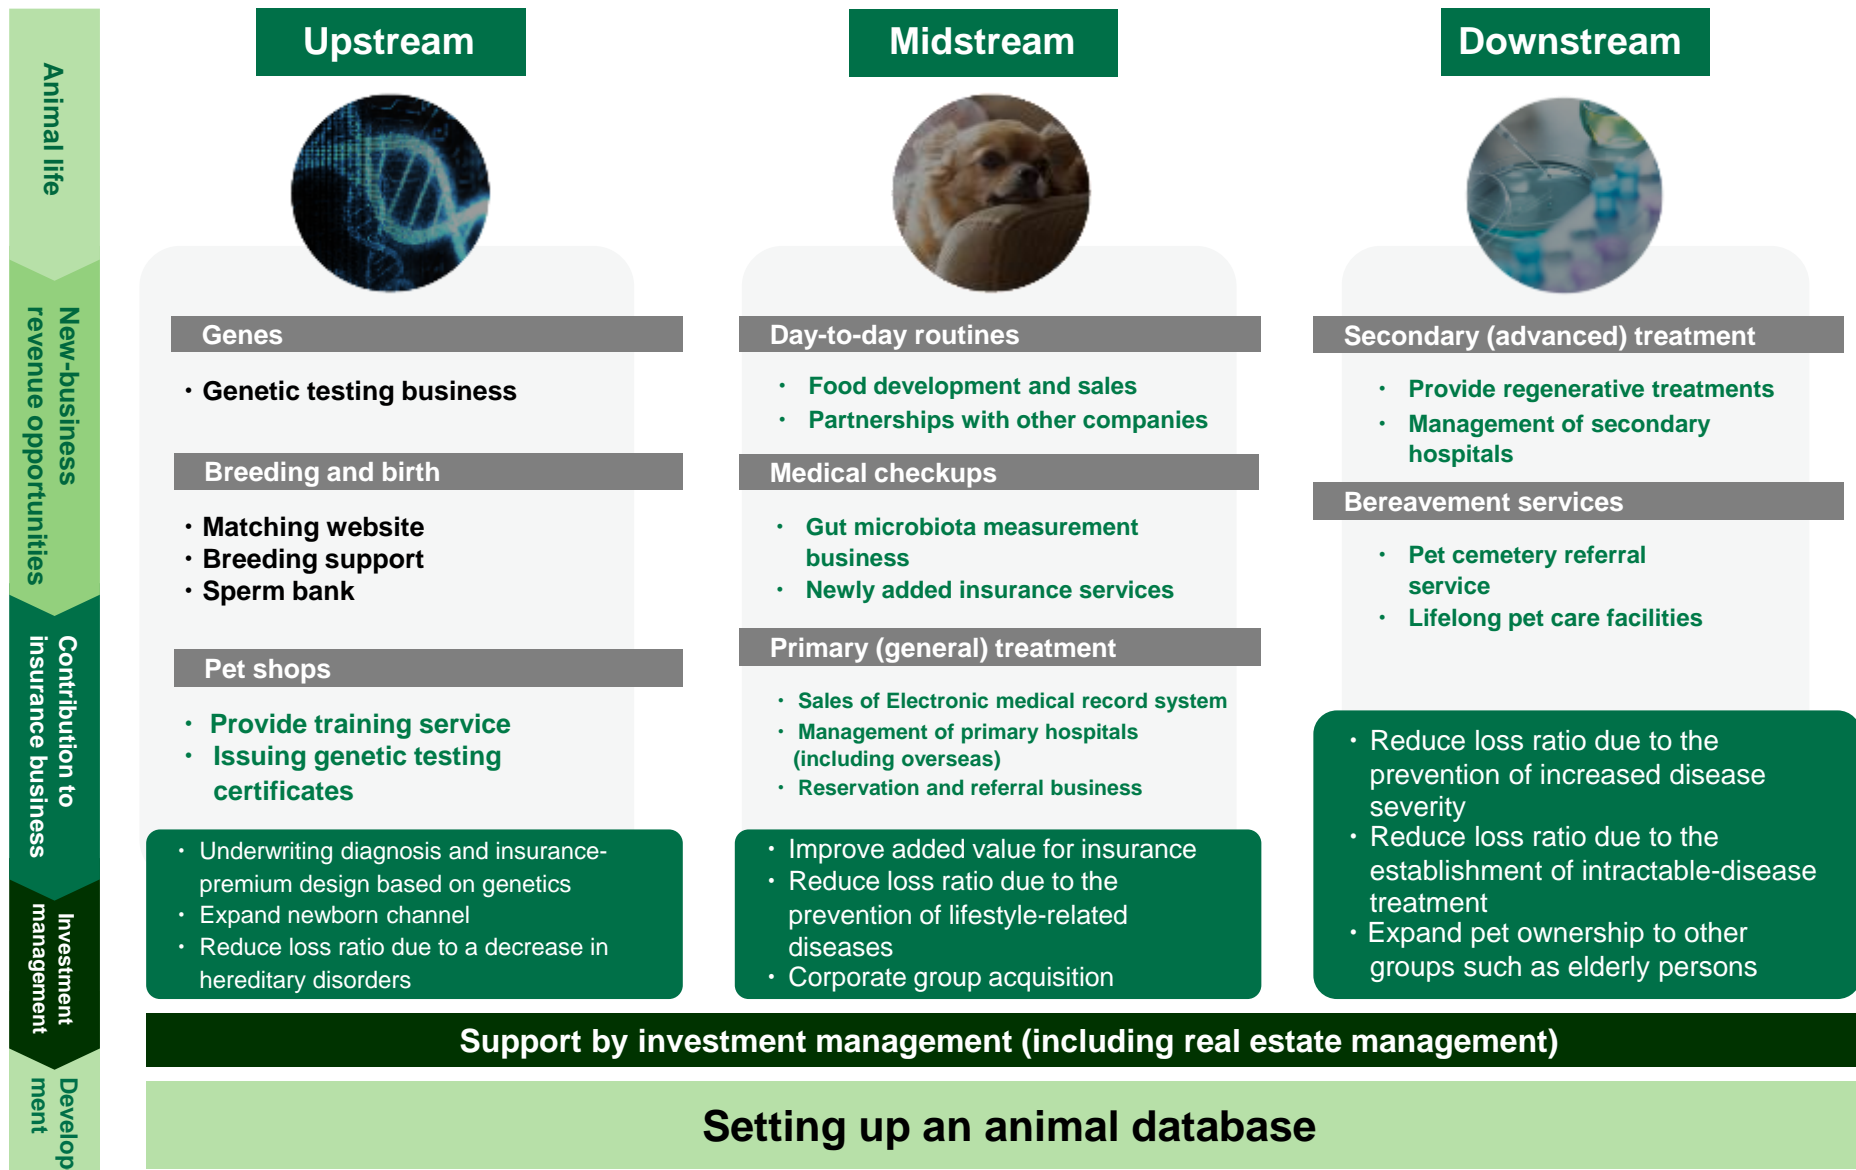 Animal life
New-business
revenue opportunities
Contribution to
insurance business
Investment
management
Develop
ment
Upstream
Genes
・Genetic testing business
Breeding and birth
・Matching website
・Breeding support
・Sperm bank
Pet shops
・ Provide training service
・ Issuing genetic testing
certificates
・ Underwriting diagnosis and insurance-
premium design based on genetics
・ Expand newborn channel
・ Reduce loss ratio due to a decrease in
hereditary disorders
Midstream
Day-to-day routines
・ Food development and sales
・ Partnerships with other companies
Medical checkups
・ Gut microbiota measurement
business
・ Newly added insurance services
Primary (general) treatment
・ Sales of Electronic medical record system
・ Management of primary hospitals
(including overseas)
・ Reservation and referral business
・ Improve added value for insurance
・ Reduce loss ratio due to the
prevention of lifestyle-related
diseases
・ Corporate group acquisition
Downstream
Secondary (advanced) treatment
・ Provide regenerative treatments
・ Management of secondary
hospitals
Bereavement services
・ Pet cemetery referral
service
・ Lifelong pet care facilities
・ Reduce loss ratio due to the
prevention of increased disease
severity
・ Reduce loss ratio due to the
establishment of intractable-disease
treatment
・ Expand pet ownership to other
groups such as elderly persons
Support by investment management (including real estate management)
Setting up an animal database